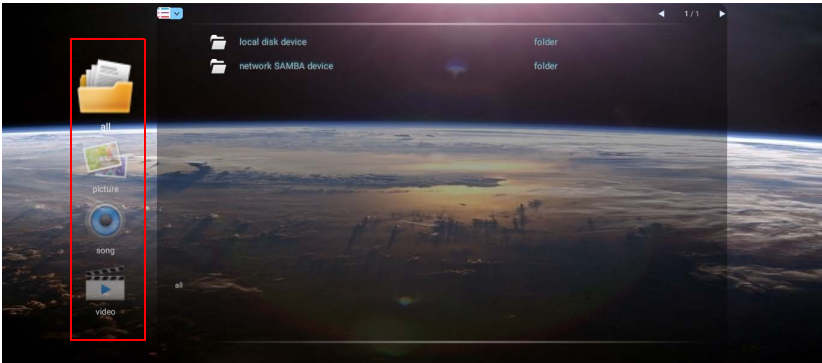 1 / 1
local disk device folder
network SAMBA device folder
all
picture
song
video
all